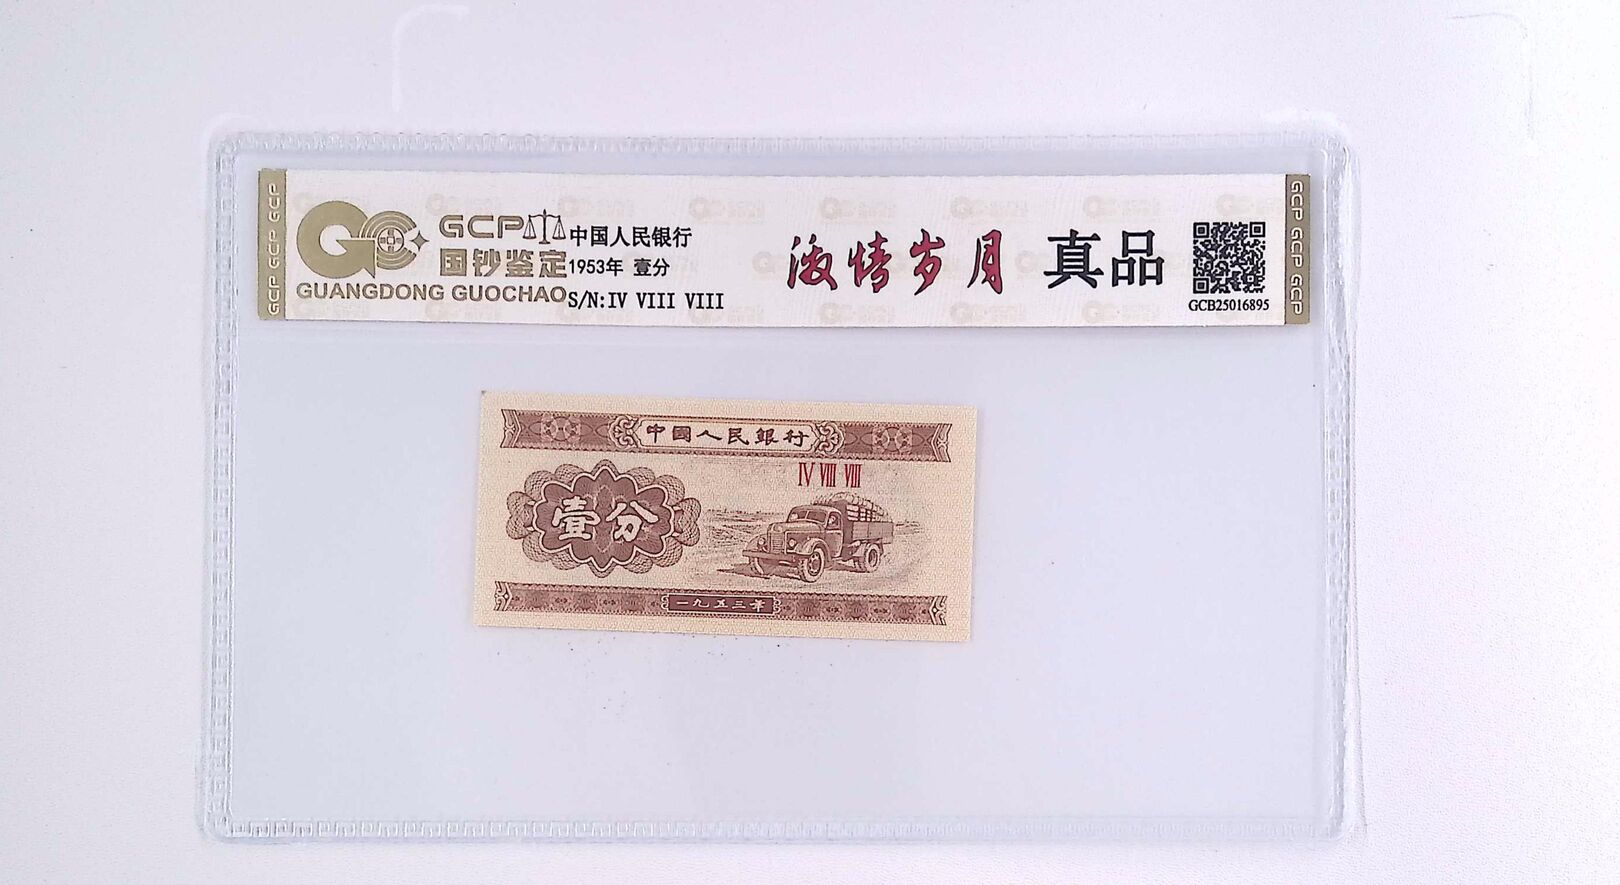 GCP GCP GCP
GCP
国钞鉴定
GUANGDONG GUOCHAO
中国人民银行
1953年 壹分
S/N:IV VIII VIII
激情岁月
真品
GCB25016895
GCP GCP GCP
中國人民銀行
IV VIII VIII
壹分
一九五三年